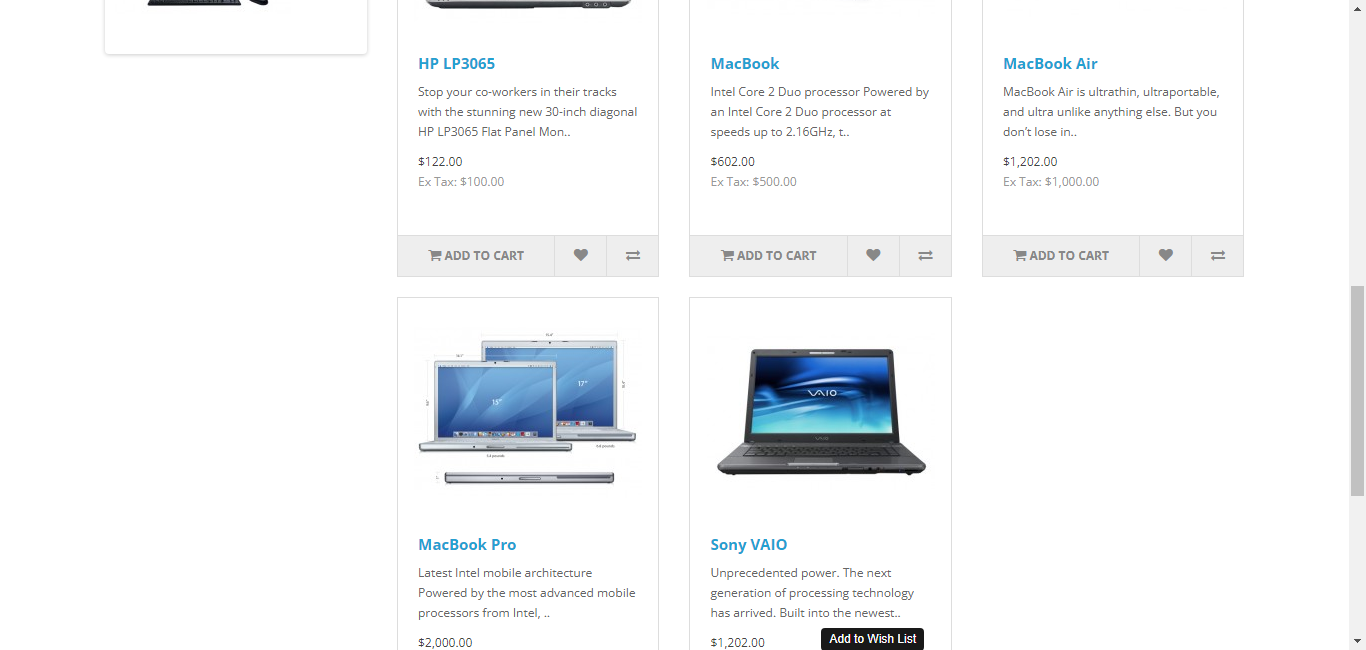 HP LP3065
Stop your co-workers in their tracks
with the stunning new 30-inch diagonal
HP LP3065 Flat Panel Mon..
$122.00
Ex Tax: $100.00
ADD TO CART
MacBook
Intel Core 2 Duo processor Powered by
an Intel Core 2 Duo processor at
speeds up to 2.16GHz, t..
$602.00
Ex Tax: $500.00
ADD TO CART
MacBook Air
MacBook Air is ultrathin, ultraportable,
and ultra unlike anything else. But you
don’t lose in..
$1,202.00
Ex Tax: $1,000.00
ADD TO CART
15"
17"
MacBook Pro
Latest Intel mobile architecture
Powered by the most advanced mobile
processors from Intel, ..
$2,000.00
VAIO
Sony VAIO
Unprecedented power. The next
generation of processing technology
has arrived. Built into the newest..
$1,202.00
Add to Wish List